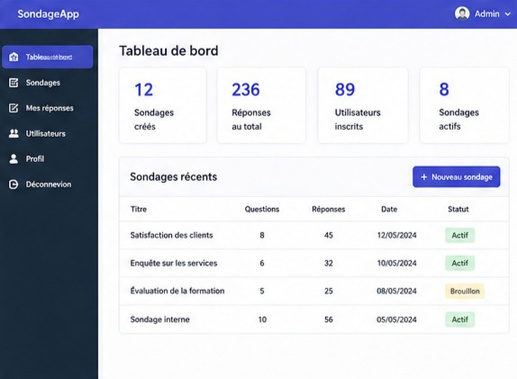 SondageApp
Admin
Sondages
Mes réponses
Utilisateurs
Profil
Déconnevion
Tableau de bord
12
Sondages
créés
236
Réponses
au total
89
Utilisateurs
inscrits
8
Sondages
actifs
Sondages récents
+ Nouveau sondage
Titre Questions Réponses Date Statut
Satisfaction des clients 8 45 12/05/2024 Actif
Enquête sur les services 6 32 10/05/2024 Actif
Évaluation de la formation 5 25 08/05/2024 Brouillon
Sondage interne 10 56 05/05/2024 Actif